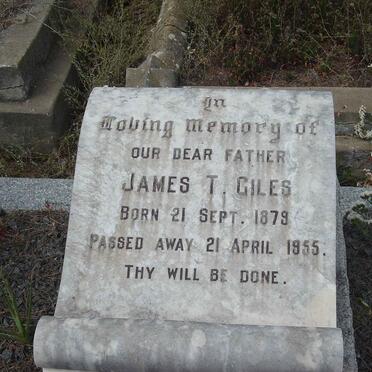 In
Loving Memory of
OUR DEAR FATHER
JAMES T. GILES
BORN 21 SEPT. 1879
PASSED AWAY 21 APRIL 1955.
THY WILL BE DONE.